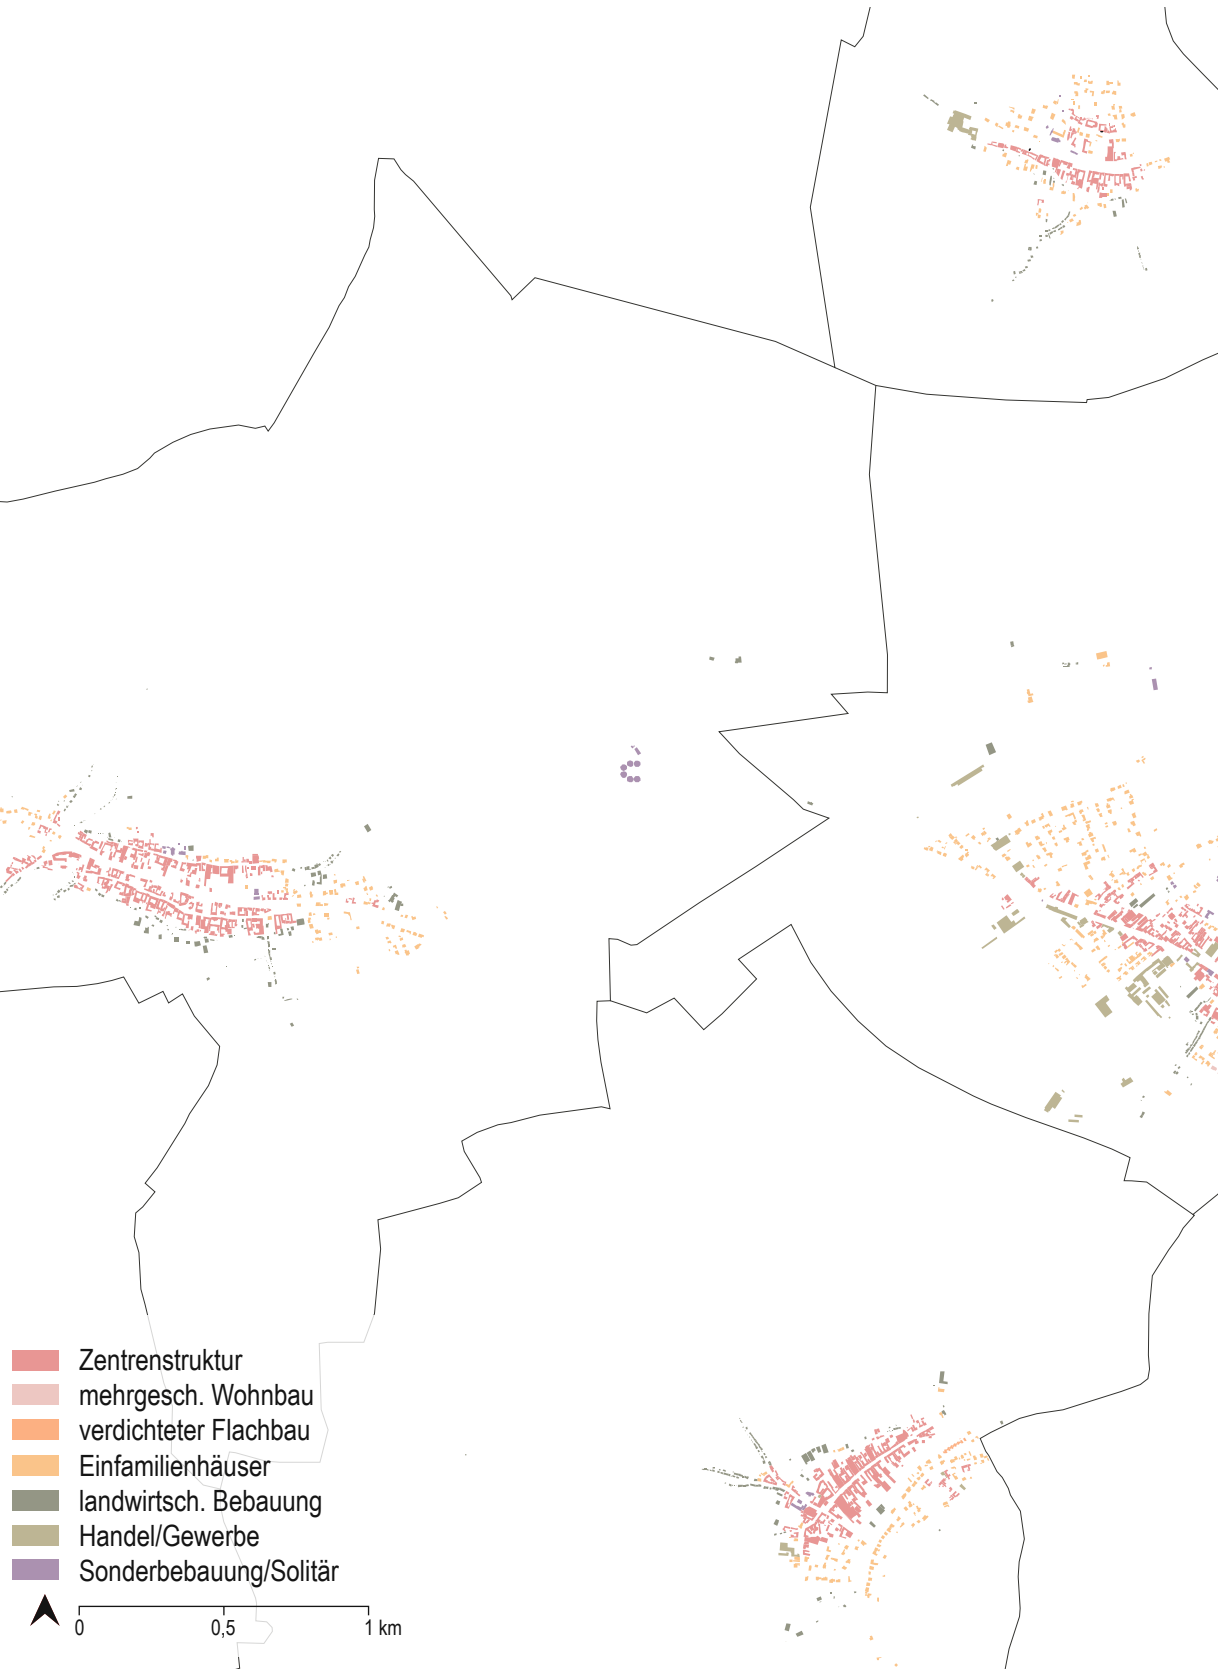 Zentrenstruktur
mehrgesch. Wohnbau
verdichteter Flachbau
Einfamilienhäuser
landwirtsch. Bebauung
Handel/Gewerbe
Sonderbebauung/Solitär
0 0,5 1 km